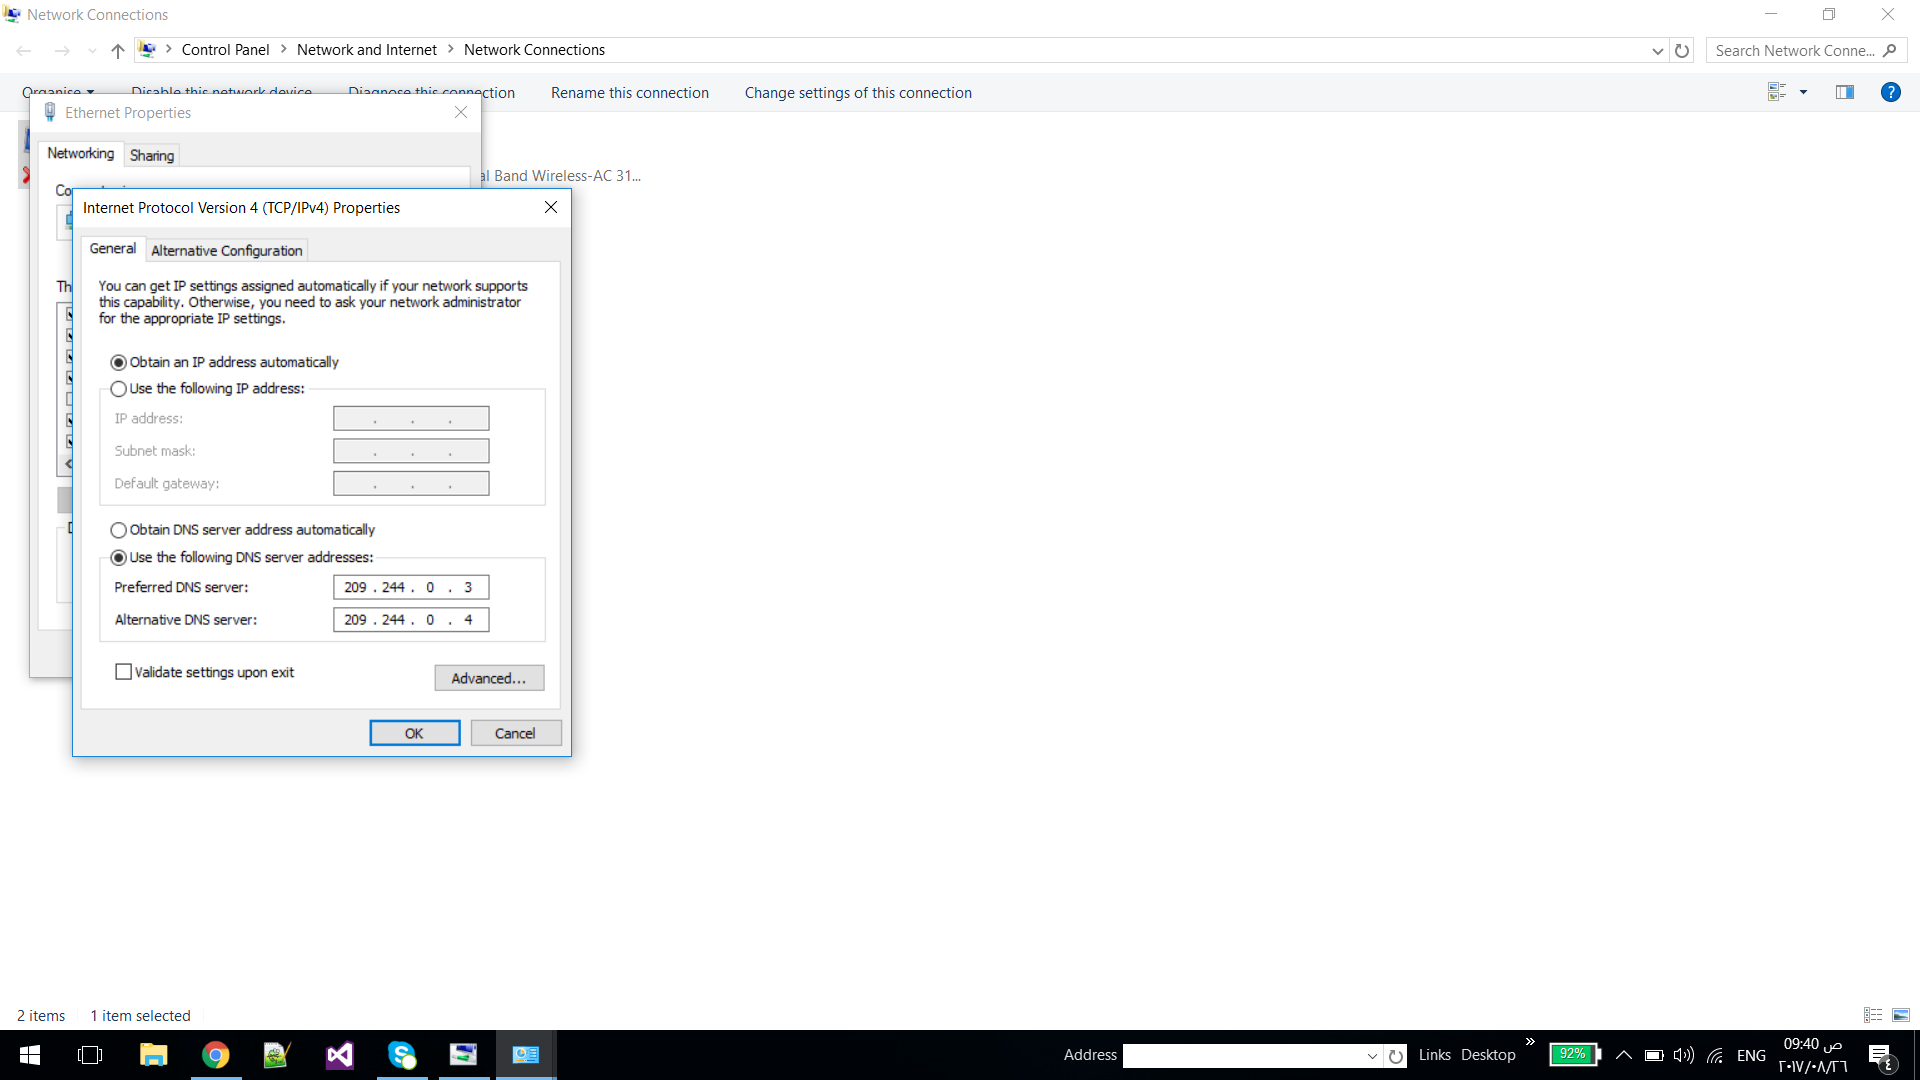 Network Connections
Control Panel > Network and Internet > Network Connections
Search Network Conne...
Organise Disable this network device Diagnose this connection Rename this connection Change settings of this connection
Ethernet Properties
Networking Sharing
al Band Wireless-AC 31...
Internet Protocol Version 4 (TCP/IPv4) Properties
General Alternative Configuration
You can get IP settings assigned automatically if your network supports
this capability. Otherwise, you need to ask your network administrator
for the appropriate IP settings.
Obtain an IP address automatically
Use the following IP address:
IP address: . . .
Subnet mask: . . .
Default gateway: . . .
Obtain DNS server address automatically
Use the following DNS server addresses:
Preferred DNS server: 209 . 244 . 0 . 3
Alternative DNS server: 209 . 244 . 0 . 4
Validate settings upon exit
Advanced...
OK Cancel
2 items 1 item selected
Address Links Desktop » 92% ENG
09:40 ص
٢٠١٧/٠٨/٢٦
٤